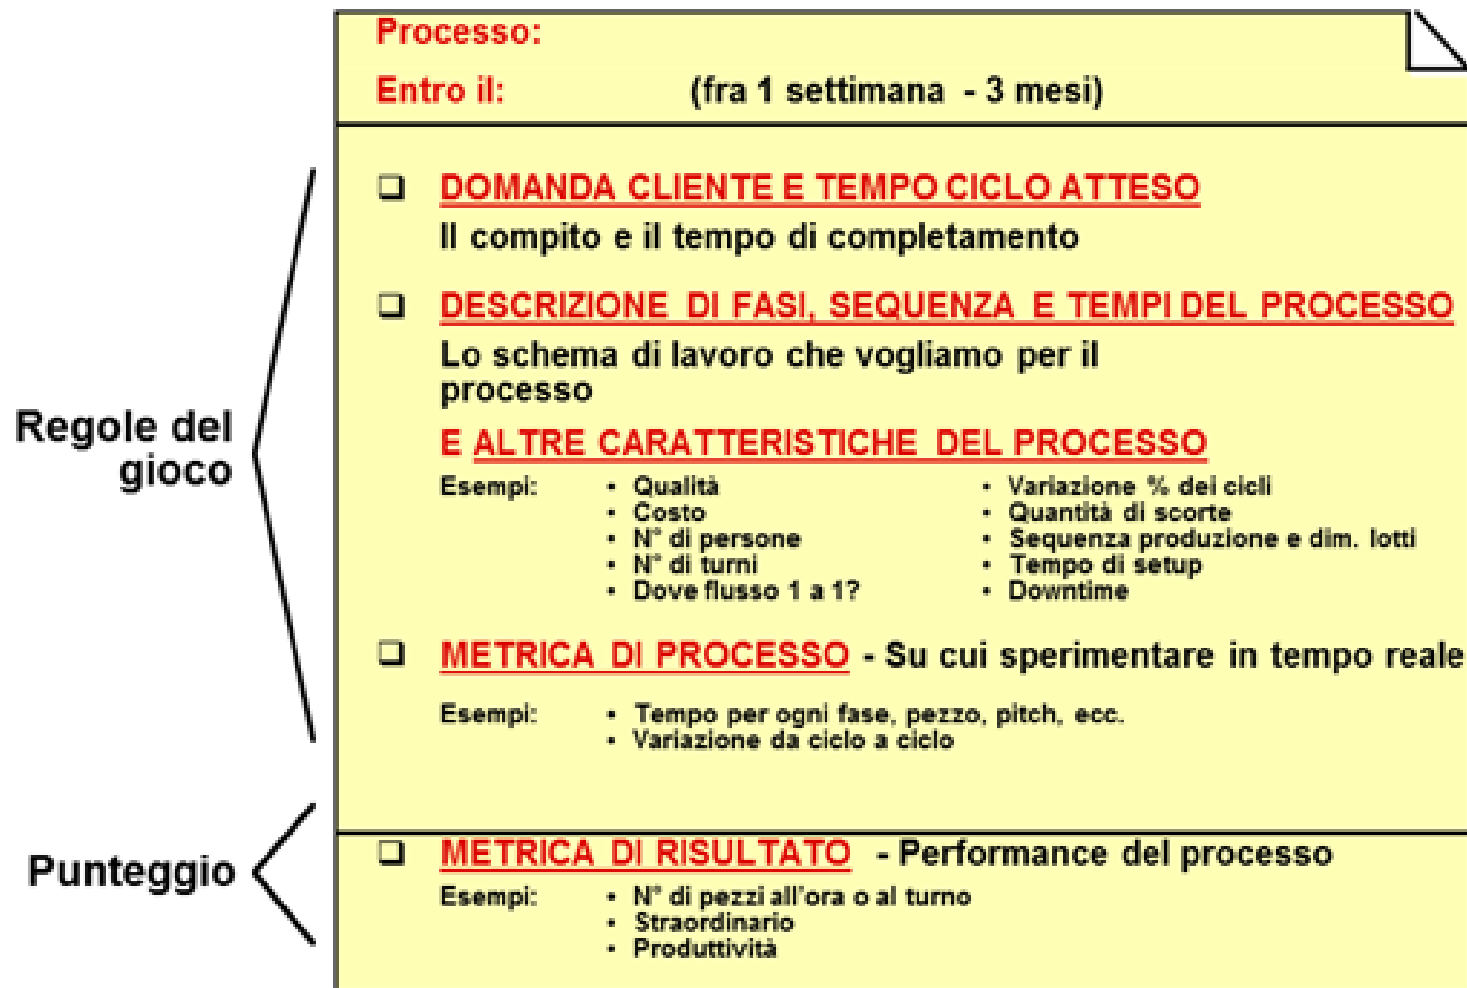 Processo:
Entro il: (fra 1 settimana - 3 mesi)
❑ DOMANDA CLIENTE E TEMPO CICLO ATTESO
Il compito e il tempo di completamento
❑ DESCRIZIONE DI FASI, SEQUENZA E TEMPI DEL PROCESSO
Lo schema di lavoro che vogliamo per il
processo
E ALTRE CARATTERISTICHE DEL PROCESSO
Esempi: • Qualità • Variazione % dei cicli
• Costo • Quantità di scorte
• N° di persone • Sequenza produzione e dim. lotti
• N° di turni • Tempo di setup
• Dove flusso 1 a 1? • Downtime
❑ METRICA DI PROCESSO - Su cui sperimentare in tempo reale
Esempi: • Tempo per ogni fase, pezzo, pitch, ecc.
• Variazione da ciclo a ciclo
Regole del
gioco
❑ METRICA DI RISULTATO - Performance del processo
Esempi: • N° di pezzi all'ora o al turno
• Straordinario
• Produttività
Punteggio